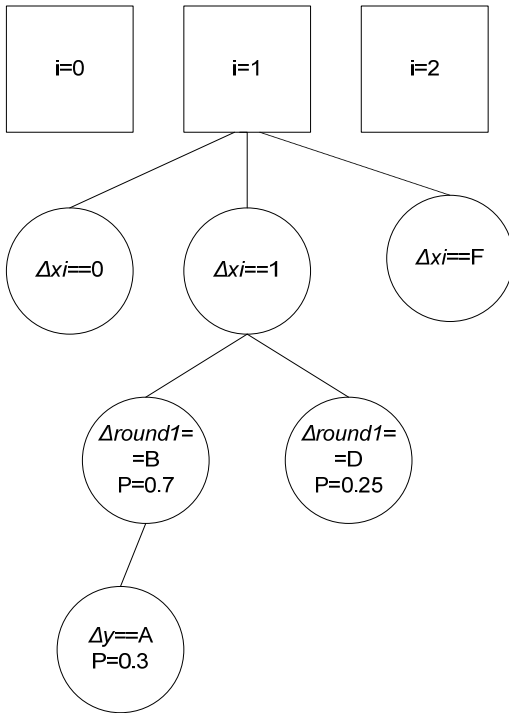 i=0
i=1
i=2
Δxi==0
Δxi==1
Δxi==F
Δround1=
=B
P=0.7
Δround1=
=D
P=0.25
Δy==A
P=0.3